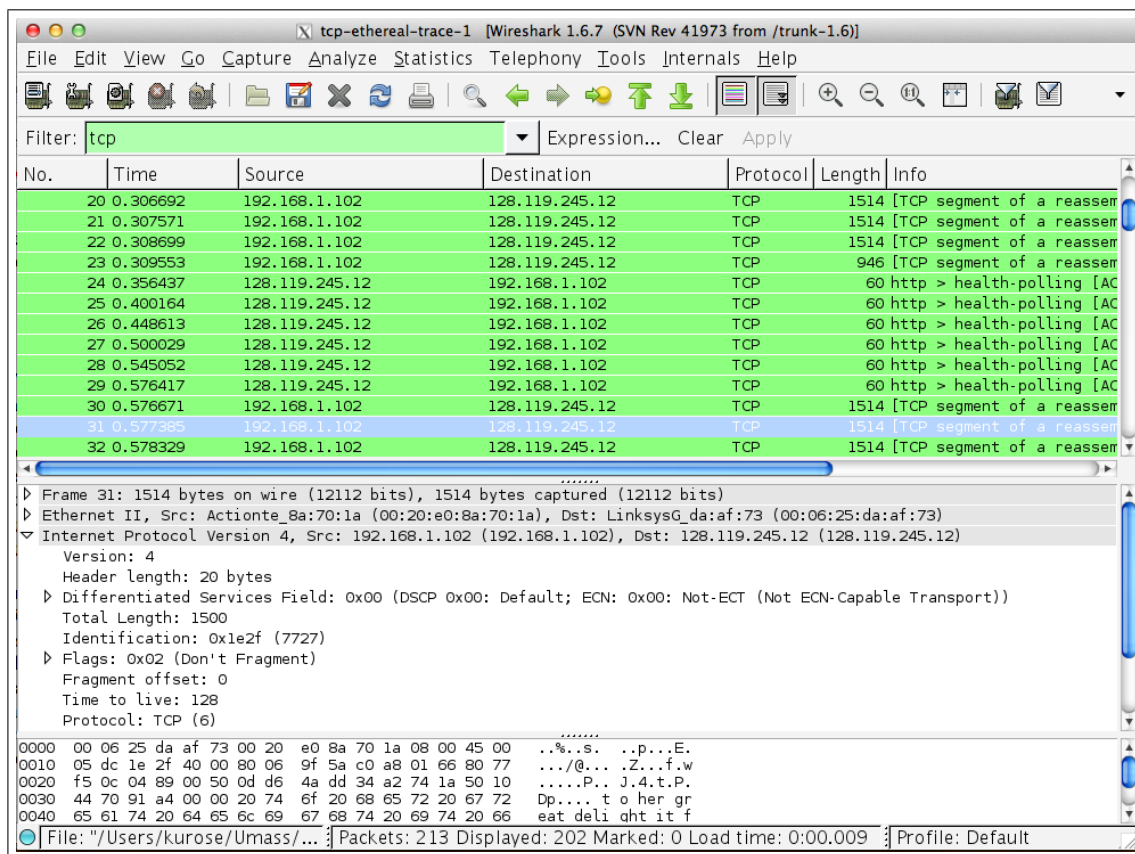 tcp-ethereal-trace-1 [Wireshark 1.6.7 (SVN Rev 41973 from /trunk-1.6)]
File Edit View Go Capture Analyze Statistics Telephony Tools Internals Help
Filter: tcp Expression... Clear Apply
No. Time Source Destination Protocol Length Info
20 0.306692 192.168.1.102 128.119.245.12 TCP 1514 [TCP segment of a reassem
21 0.307571 192.168.1.102 128.119.245.12 TCP 1514 [TCP segment of a reassem
22 0.308699 192.168.1.102 128.119.245.12 TCP 1514 [TCP segment of a reassem
23 0.309553 192.168.1.102 128.119.245.12 TCP 946 [TCP segment of a reassem
24 0.356437 128.119.245.12 192.168.1.102 TCP 60 http > health-polling [AC
25 0.400164 128.119.245.12 192.168.1.102 TCP 60 http > health-polling [AC
26 0.448613 128.119.245.12 192.168.1.102 TCP 60 http > health-polling [AC
27 0.500029 128.119.245.12 192.168.1.102 TCP 60 http > health-polling [AC
28 0.545052 128.119.245.12 192.168.1.102 TCP 60 http > health-polling [AC
29 0.576417 128.119.245.12 192.168.1.102 TCP 60 http > health-polling [AC
30 0.576671 192.168.1.102 128.119.245.12 TCP 1514 [TCP segment of a reassem
31 0.577385 192.168.1.102 128.119.245.12 TCP 1514 [TCP segment of a reassem
32 0.578329 192.168.1.102 128.119.245.12 TCP 1514 [TCP segment of a reassem
Frame 31: 1514 bytes on wire (12112 bits), 1514 bytes captured (12112 bits)
Ethernet II, Src: Actionte_8a:70:1a (00:20:e0:8a:70:1a), Dst: LinksysG_da:af:73 (00:06:25:da:af:73)
Internet Protocol Version 4, Src: 192.168.1.102 (192.168.1.102), Dst: 128.119.245.12 (128.119.245.12)
Version: 4
Header length: 20 bytes
Differentiated Services Field: 0x00 (DSCP 0x00: Default; ECN: 0x00: Not-ECT (Not ECN-Capable Transport))
Total Length: 1500
Identification: 0x1e2f (7727)
Flags: 0x02 (Don't Fragment)
Fragment offset: 0
Time to live: 128
Protocol: TCP (6)
0000 00 06 25 da af 73 00 20 e0 8a 70 1a 08 00 45 00 ..%..s. ..p...E.
0010 05 dc 1e 2f 40 00 80 06 9f 5a c0 a8 01 66 80 77 .../@... .Z...f.w
0020 f5 0c 04 89 00 50 0d d6 4a dd 34 a2 74 1a 50 10 .....P.. J.4.t.P.
0030 44 70 91 a4 00 00 20 74 6f 20 68 65 72 20 67 72 Dp.... t o her gr
0040 65 61 74 20 64 65 6c 69 67 68 74 20 69 74 20 66 eat deli ght it f
File: "/Users/kurose/Umass/... Packets: 213 Displayed: 202 Marked: 0 Load time: 0:00.009 Profile: Default